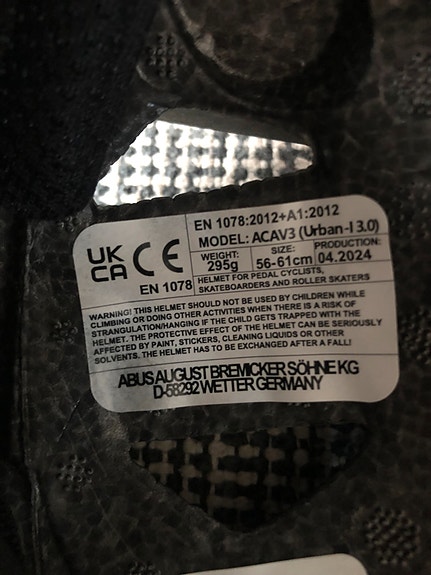 UK
CA
CE
EN 1078
EN 1078:2012+A1:2012
MODEL: ACAV3 (Urban-I 3.0)
WEIGHT:
295g
SIZE:
56-61cm
PRODUCTION:
04.2024
HELMET FOR PEDAL CYCLISTS,
SKATEBOARDERS AND ROLLER SKATERS
WARNING! THIS HELMET SHOULD NOT BE USED BY CHILDREN WHILE
CLIMBING OR DOING OTHER ACTIVITIES WHEN THERE IS A RISK OF
STRANGULATION/HANGING IF THE CHILD GETS TRAPPED WITH THE
HELMET. THE PROTECTIVE EFFECT OF THE HELMET CAN BE SERIOUSLY
AFFECTED BY PAINT, STICKERS, CLEANING LIQUIDS OR OTHER
SOLVENTS. THE HELMET HAS TO BE EXCHANGED AFTER A FALL!
ABUS AUGUST BREMICKER SÖHNE KG
D-58292 WETTER GERMANY